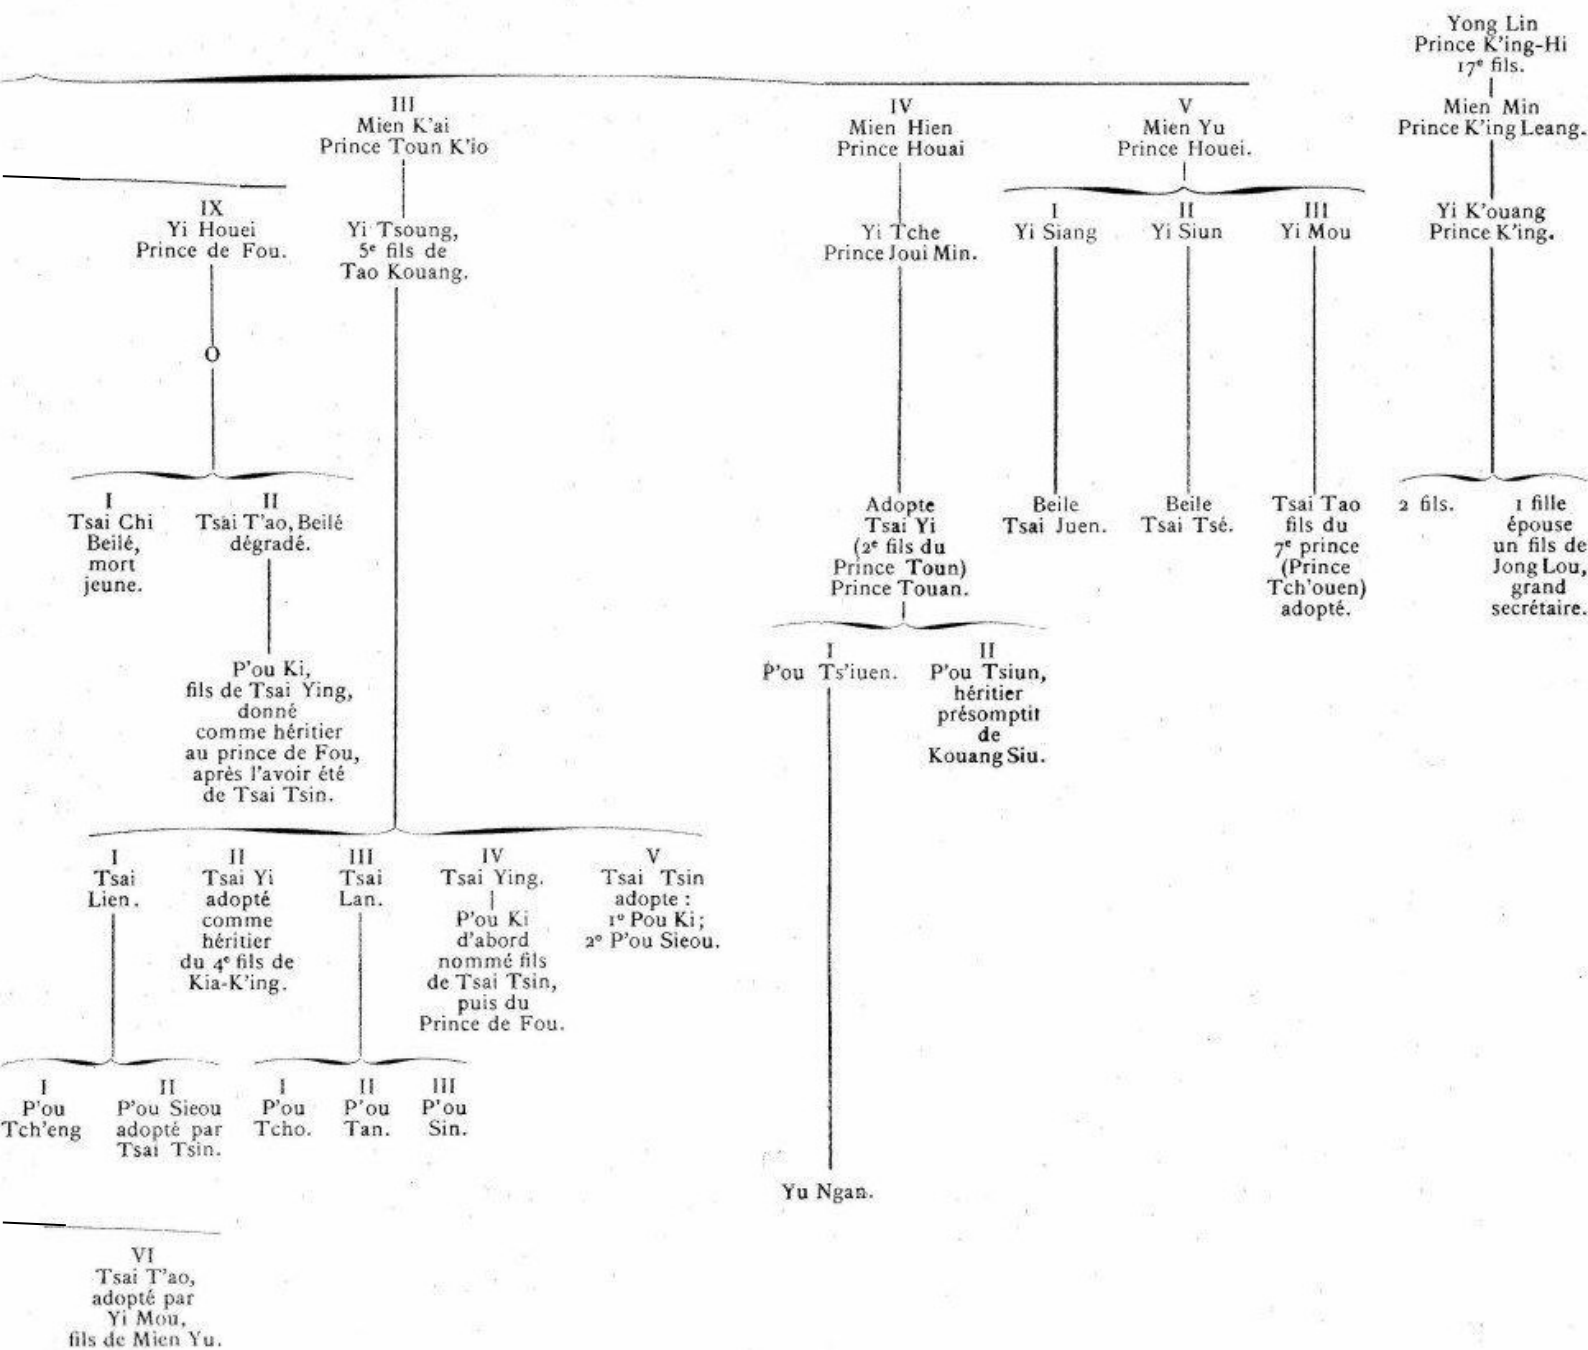 Yong Lin
Prince K'ing-Hi
17e fils.
III
Mien K'ai
Prince Toun K'io
IV
Mien Hien
Prince Houai
V
Mien Yu
Prince Houei.
Mien Min
Prince K'ing Leang.
IX
Yi Houei
Prince de Fou.
Yi Tsoung,
5e fils de
Tao Kouang.
Yi Tche
Prince Joui Min.
I
Yi Siang
II
Yi Siun
III
Yi Mou
Yi K'ouang
Prince K'ing.
O
I
Tsai Chi
Beilé,
mort
jeune.
II
Tsai T'ao, Beilé
dégradé.
Adopte
Tsai Yi
(2e fils du
Prince Toun)
Prince Touan.
Beile
Tsai Juen.
Beile
Tsai Tsé.
Tsai Tao
fils du
7e prince
(Prince
Tch'ouen)
adopté.
2 fils.
1 fille
épouse
un fils de
Jong Lou,
grand
secrétaire.
P'ou Ki,
fils de Tsai Ying,
donné
comme héritier
au prince de Fou,
après l'avoir été
de Tsai Tsin.
I
P'ou Ts'iuen.
II
P'ou Tsiun,
héritier
présomptif
de
Kouang Siu.
I
Tsai
Lien.
II
Tsai Yi
adopté
comme
héritier
du 4e fils de
Kia-K'ing.
III
Tsai
Lan.
IV
Tsai Ying.
P'ou Ki
d'abord
nommé fils
de Tsai Tsin,
puis du
Prince de Fou.
V
Tsai Tsin
adopte :
1o Pou Ki ;
2o P'ou Sieou.
I
P'ou
Tch'eng
II
P'ou Sieou
adopté par
Tsai Tsin.
I
P'ou
Tcho.
II
P'ou
Tan.
III
P'ou
Sin.
Yu Ngan.
VI
Tsai T'ao,
adopté par
Yi Mou,
fils de Mien Yu.